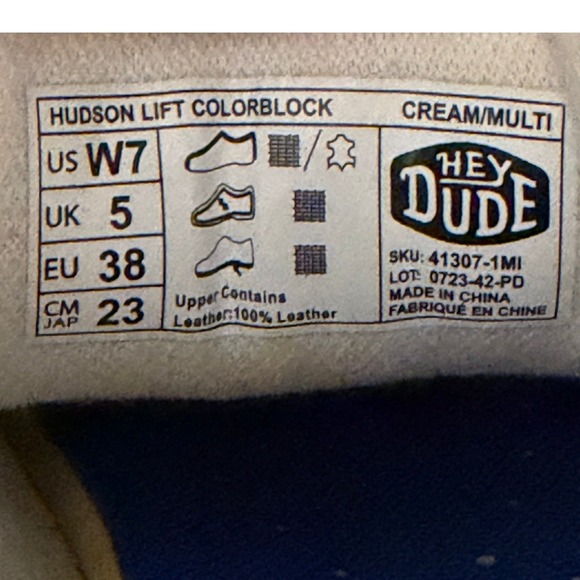 HUDSON LIFT COLORBLOCK CREAM/MULTI
US W7
UK 5
EU 38
CM JAP 23
Upper Contains
Leather:100% Leather
HEY
DUDE
SKU: 41307-1MI
LOT: 0723-42-PD
MADE IN CHINA
FABRIQUÉ EN CHINE